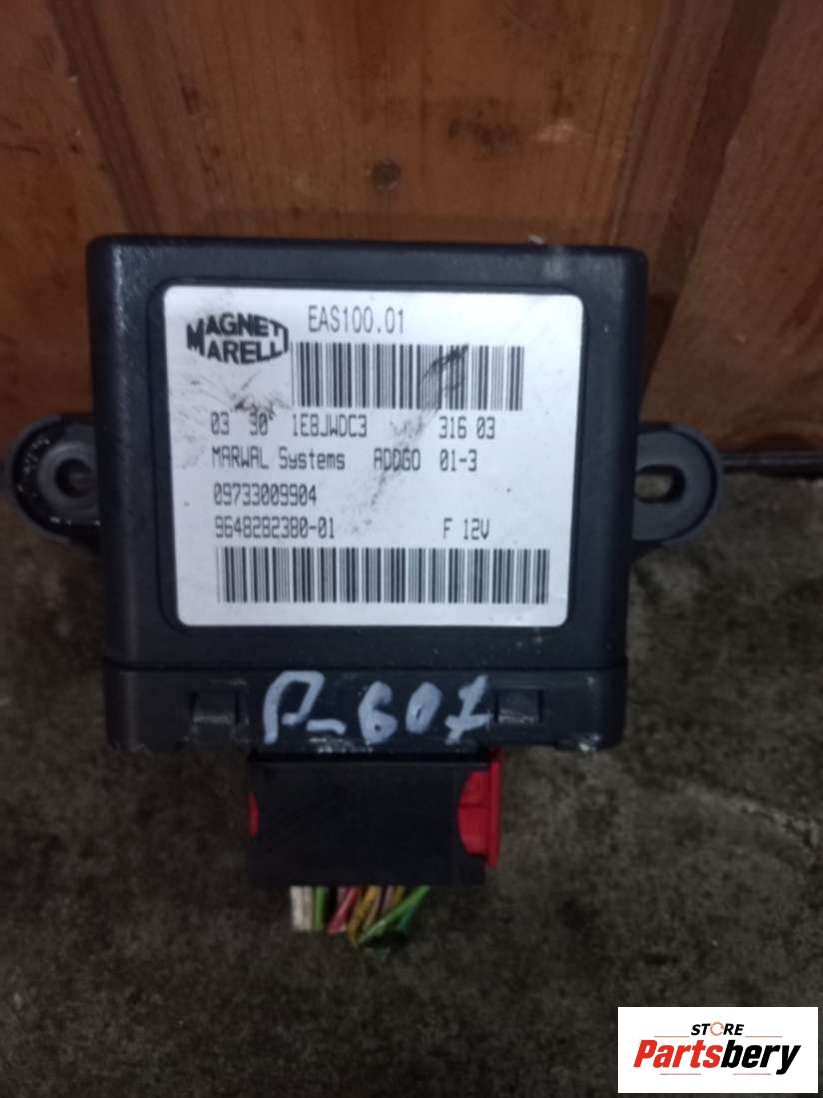 EAS100.01
MAGNETI
MARELLI
03 30 1E8JWDC3 316 03
MARWAL Systems ADDGO 01-3
09733009904
9648282380-01 F 12V
P-607
STORE
Partsbery